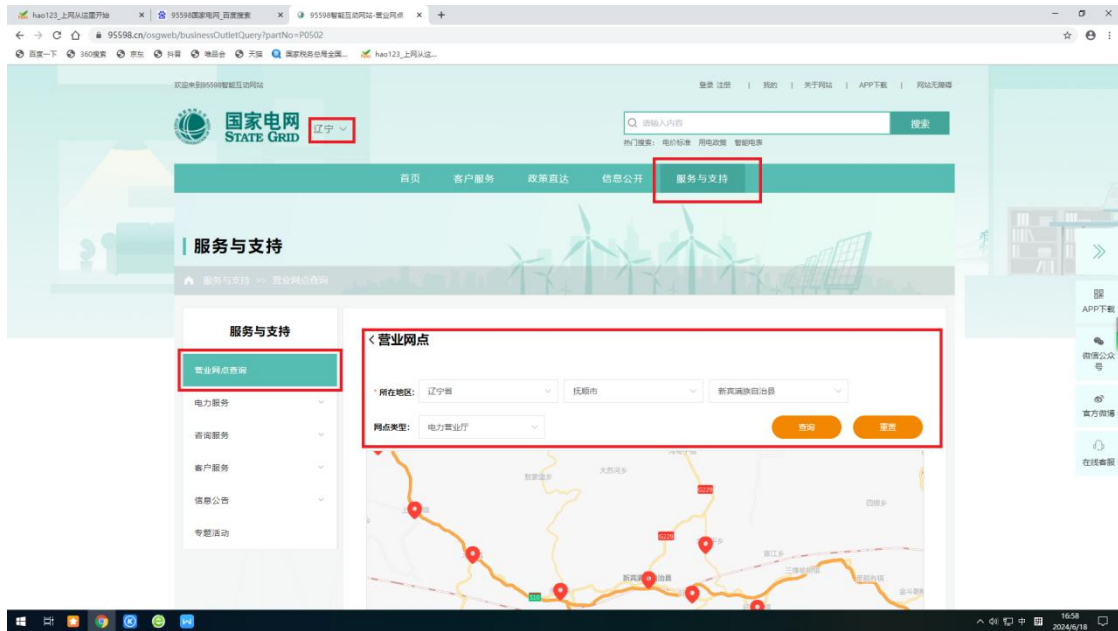 hao123_上网从这里开始
95598国家电网_百度搜索
95598智能互动网站-营业网点
95598.cn/osgweb/businessOutletQuery?partNo=P0502
百度一下 360搜索 京东 抖音 唯品会 天猫 国家税务总局全国... hao123_上网从这...
欢迎来到95598智能互动网站
登录 注册 | 我的 | 关于网站 | APP下载 | 网站无障碍
国家电网
STATE GRID
辽宁
请输入内容
搜索
热门搜索: 电价标准 用电政策 智能电表
首页 客户服务 政策直达 信息公开 服务与支持
服务与支持
服务与支持 >> 营业网点查询
服务与支持
营业网点查询
电力服务
咨询服务
客户服务
信息公告
专题活动
营业网点
* 所在地区: 辽宁省 抚顺市 新宾满族自治县
网点类型: 电力营业厅
查询 重置
大四平乡
G229
G229
新宾满族自治县
APP下载
微信公众号
官方微博
在线客服
中
16:58
2024/6/18